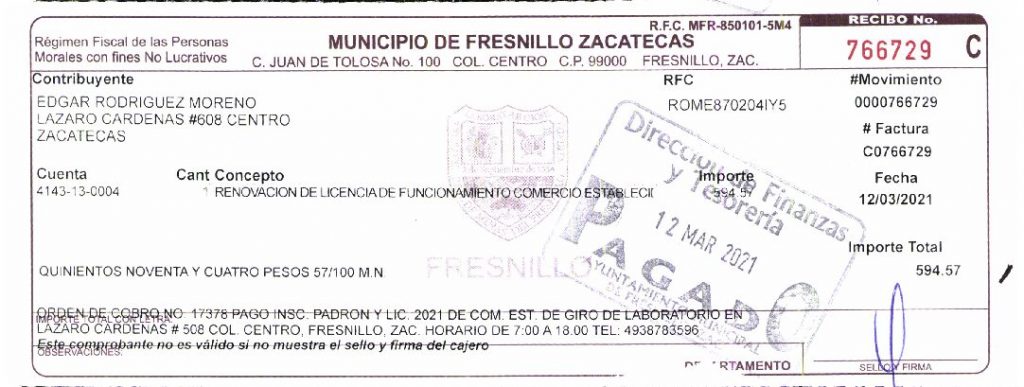 R.F.C. MFR-850101-5M4
RECIBO No.
Régimen Fiscal de las Personas
Morales con fines No Lucrativos
MUNICIPIO DE FRESNILLO ZACATECAS
C. JUAN DE TOLOSA No. 100 COL. CENTRO C.P. 99000 FRESNILLO, ZAC.
766729 C
Contribuyente
RFC
#Movimiento
EDGAR RODRIGUEZ MORENO
ROME870204IY5
0000766729
LAZARO CARDENAS #608 CENTRO
ZACATECAS
# Factura
C0766729
Cuenta
Cant Concepto
Importe
Fecha
4143-13-0004
1 RENOVACION DE LICENCIA DE FUNCIONAMIENTO COMERCIO ESTABLECI
594.57
12/03/2021
Dirección de Finanzas
y Tesorería
12 MAR 2021
PAGADO
AYUNTAMIENTO
Importe Total
594.57
QUINIENTOS NOVENTA Y CUATRO PESOS 57/100 M.N
FRESNILLO
ORDEN DE COBRO NO. 17378 PAGO INSC. PADRON Y LIC. 2021 DE COM. EST. DE GIRO DE LABORATORIO EN
IMPORTE TOTAL CON LETRA:
LAZARO CARDENAS # 508 COL. CENTRO, FRESNILLO, ZAC. HORARIO DE 7:00 A 18.00 TEL: 4938783596
Este comprobante no es válido si no muestra el sello y firma del cajero
OBSERVACIONES:
RTAMENTO
SELLO Y FIRMA